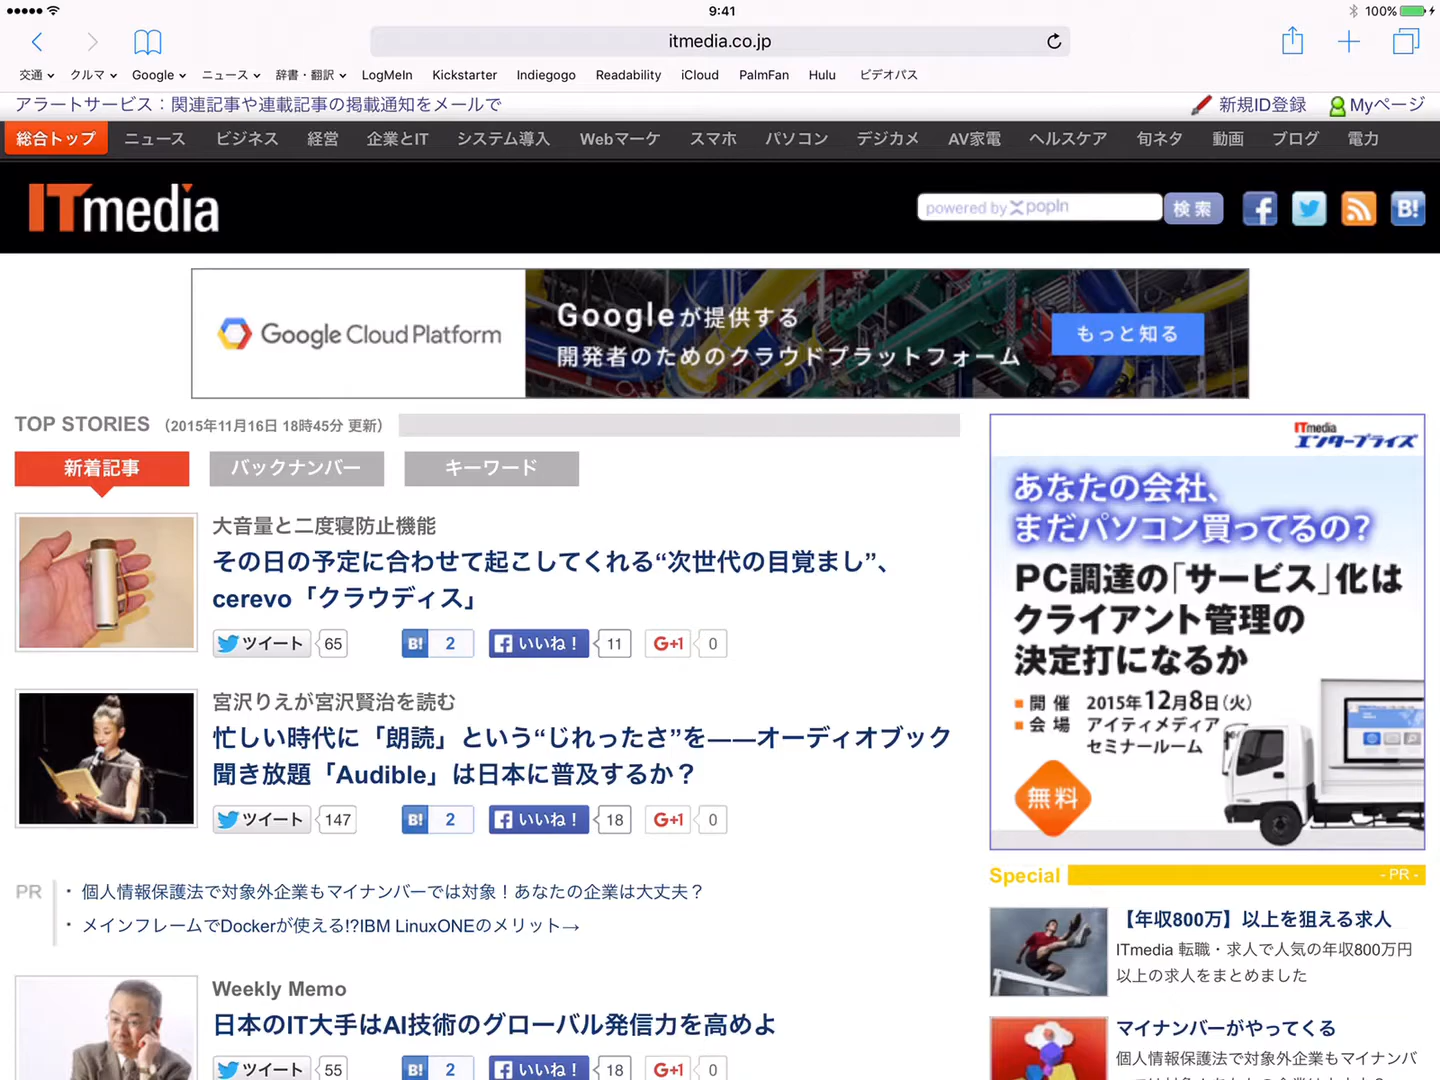 9:41
100%
itmedia.co.jp
交通 クルマ Google ニュース 辞書・翻訳 LogMeIn Kickstarter Indiegogo Readability iCloud PalmFan Hulu ビデオパス
アラートサービス：関連記事や連載記事の掲載通知をメールで
新規ID登録 Myページ
総合トップ ニュース ビジネス 経営 企業とIT システム導入 Webマーケ スマホ パソコン デジカメ AV家電 ヘルスケア 旬ネタ 動画 ブログ 電力
ITmedia
powered by popIn 検索
B!
Google Cloud Platform
Googleが提供する
開発者のためのクラウドプラットフォーム
もっと知る
TOP STORIES （2015年11月16日 18時45分 更新）
新着記事 バックナンバー キーワード
大音量と二度寝防止機能
その日の予定に合わせて起こしてくれる“次世代の目覚まし”、
cerevo「クラウディス」
ツイート 65 B! 2 いいね！ 11 G+1 0
宮沢りえが宮沢賢治を読む
忙しい時代に「朗読」という“じれったさ”を——オーディオブック
聞き放題「Audible」は日本に普及するか？
ツイート 147 B! 2 いいね！ 18 G+1 0
PR
・ 個人情報保護法で対象外企業もマイナンバーでは対象！あなたの企業は大丈夫？
・ メインフレームでDockerが使える!?IBM LinuxONEのメリット→
Weekly Memo
日本のIT大手はAI技術のグローバル発信力を高めよ
ツイート 55 B! 2 いいね！ 18 G+1 0
ITmedia
エンタープライズ
あなたの会社、
まだパソコン買ってるの？
PC調達の「サービス」化は
クライアント管理の
決定打になるか
開催 2015年12月8日（火）
会場 アイティメディア
セミナールーム
無料
Special - PR -
【年収800万】以上を狙える求人
ITmedia 転職・求人で人気の年収800万円
以上の求人をまとめました
マイナンバーがやってくる
個人情報保護法で対象外企業もマイナンバ